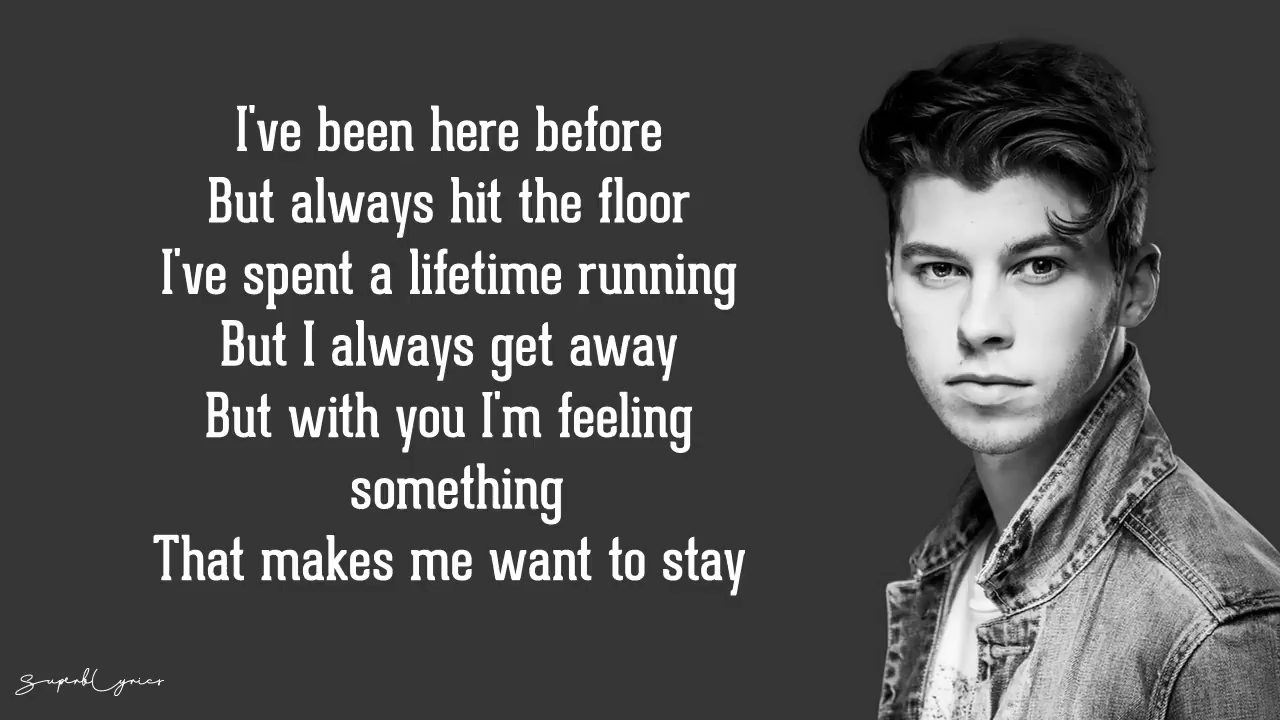 I've been here before
But always hit the floor
I've spent a lifetime running
But I always get away
But with you I'm feeling
something
That makes me want to stay
SuperbLyrics